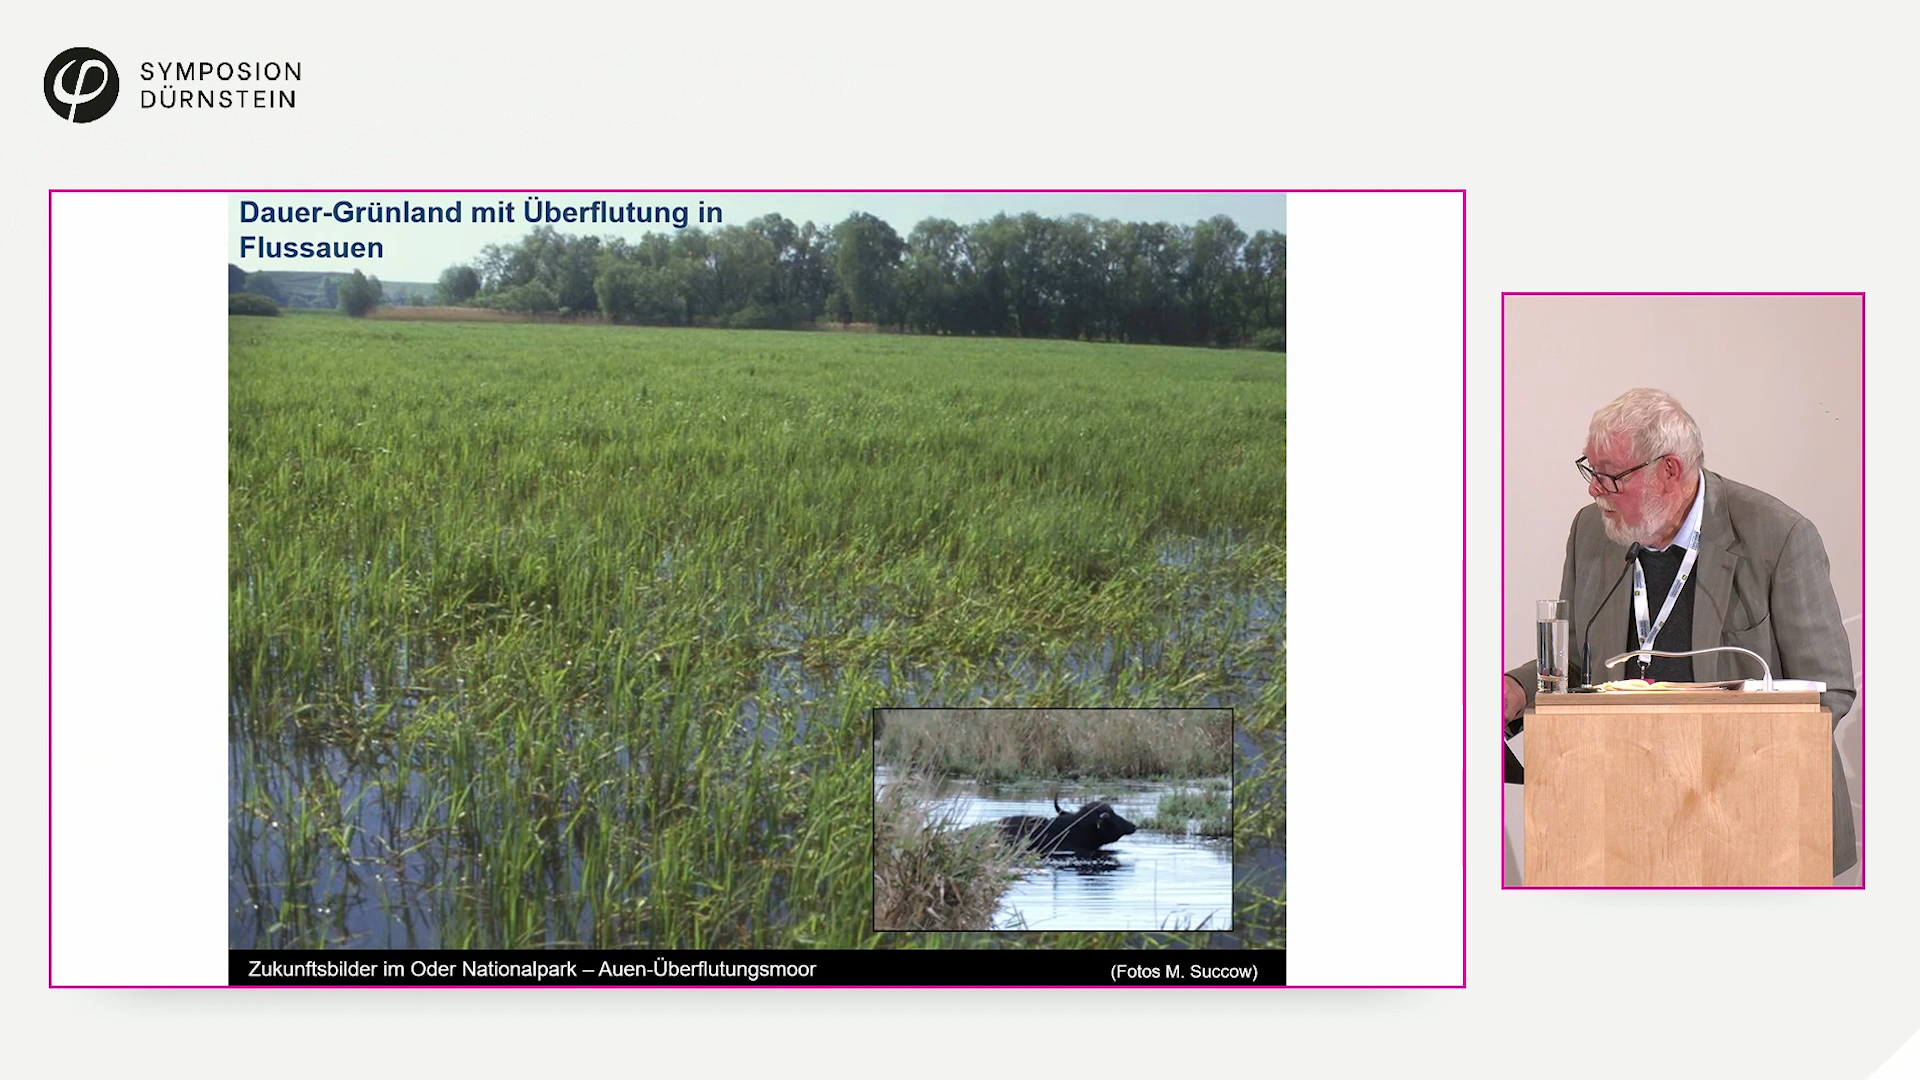 SYMPOSION
DÜRNSTEIN
Dauer-Grünland mit Überflutung in
Flussauen
Zukunftsbilder im Oder Nationalpark – Auen-Überflutungsmoor
(Fotos M. Succow)